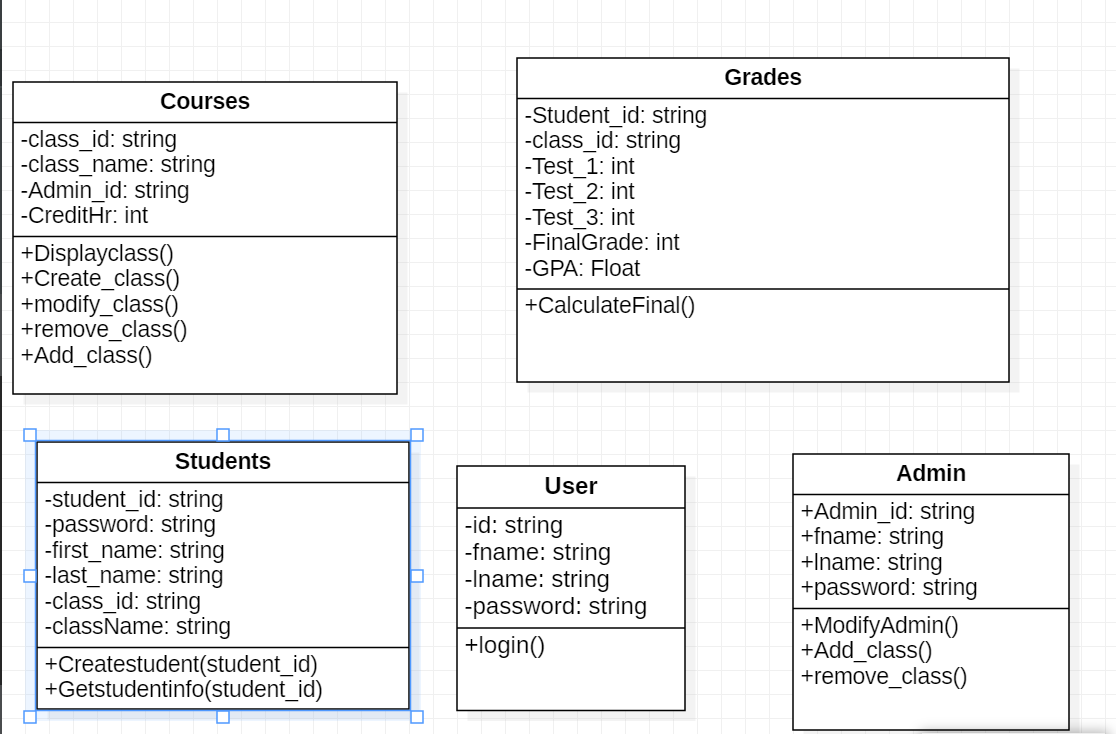 Courses
-class_id: string
-class_name: string
-Admin_id: string
-CreditHr: int
+Displayclass()
+Create_class()
+modify_class()
+remove_class()
+Add_class()
Grades
-Student_id: string
-class_id: string
-Test_1: int
-Test_2: int
-Test_3: int
-FinalGrade: int
-GPA: Float
+CalculateFinal()
Students
-student_id: string
-password: string
-first_name: string
-last_name: string
-class_id: string
-className: string
+Createstudent(student_id)
+Getstudentinfo(student_id)
User
-id: string
-fname: string
-lname: string
-password: string
+login()
Admin
+Admin_id: string
+fname: string
+lname: string
+password: string
+ModifyAdmin()
+Add_class()
+remove_class()